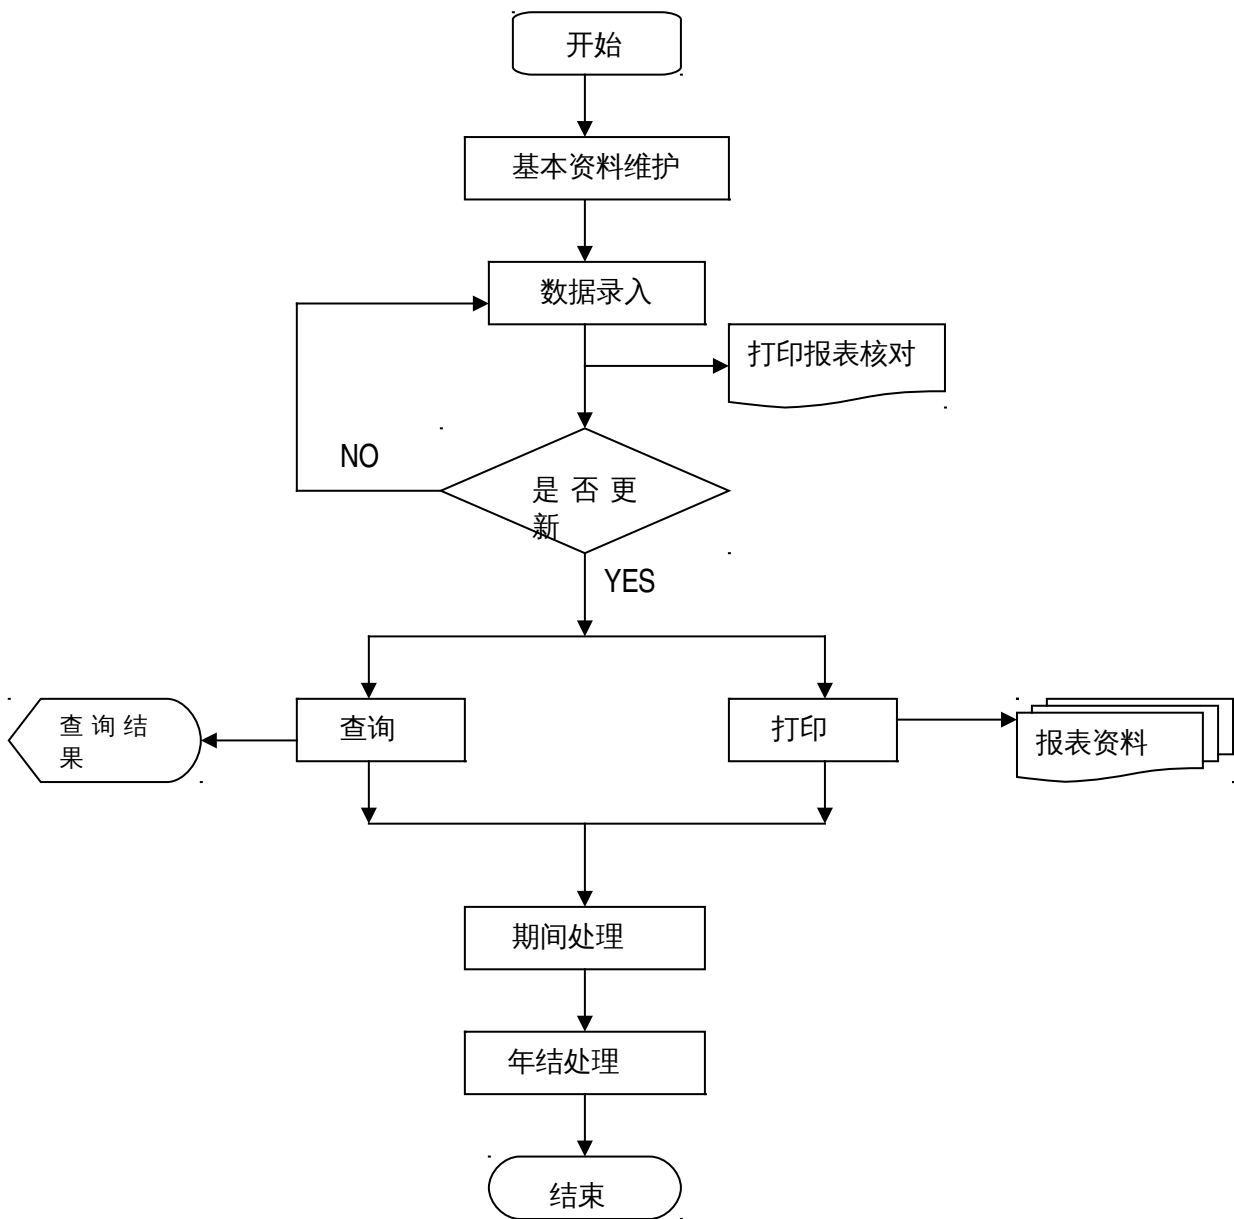 开始
基本资料维护
数据录入
打印报表核对
NO
是否更
新
YES
查询结
果
查询
打印
报表资料
期间处理
年结处理
结束